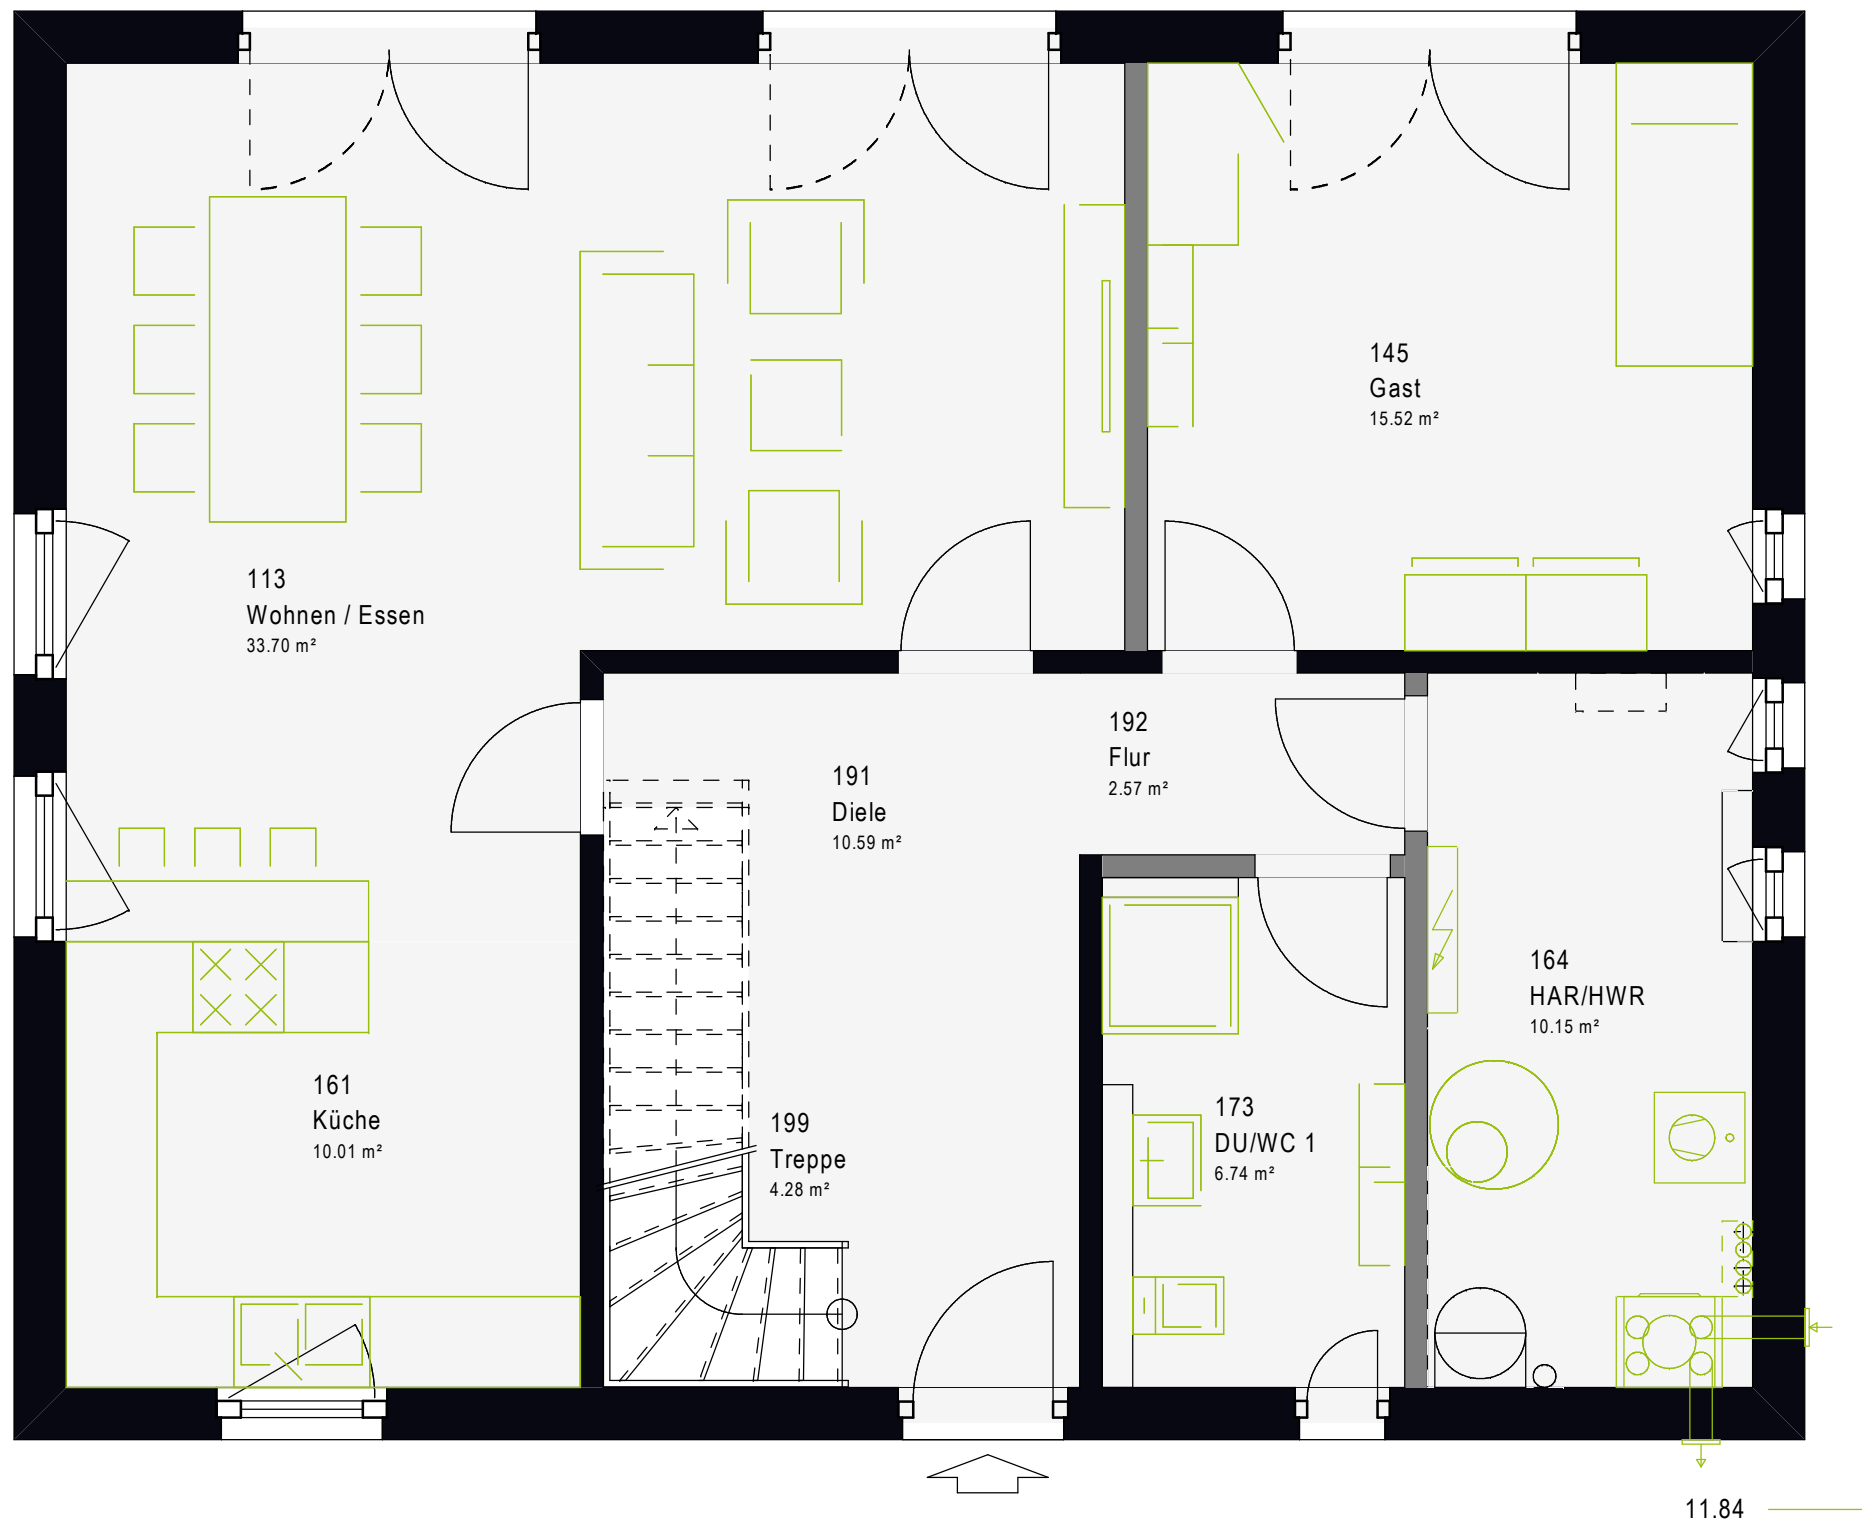 145
Gast
15.52 m²
113
Wohnen / Essen
33.70 m²
192
Flur
2.57 m²
191
Diele
10.59 m²
164
HAR/HWR
10.15 m²
161
Küche
10.01 m²
199
Treppe
4.28 m²
173
DU/WC 1
6.74 m²
11.84